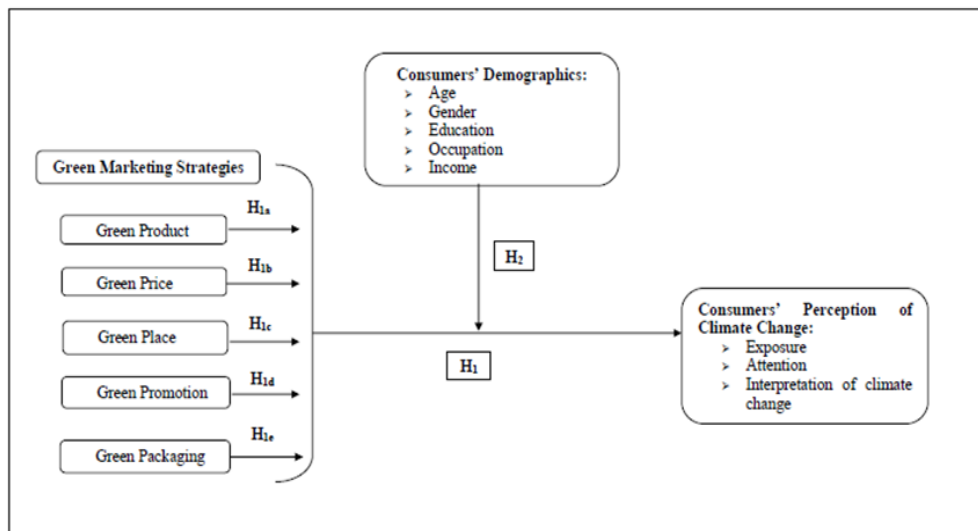 Consumers' Demographics:
➢ Age
➢ Gender
➢ Education
➢ Occupation
➢ Income
Green Marketing Strategies
H1a
Green Product
H1b
Green Price
H1c
Green Place
H1d
Green Promotion
H1e
Green Packaging
H2
H1
Consumers' Perception of
Climate Change:
➢ Exposure
➢ Attention
➢ Interpretation of climate
change